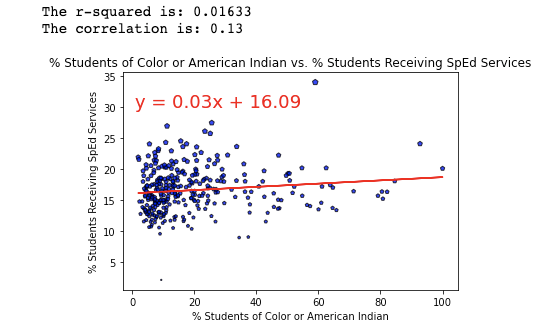 The r-squared is: 0.01633
The correlation is: 0.13
% Students of Color or American Indian vs. % Students Receiving SpEd Services
y = 0.03x + 16.09
% Students Receiving SpEd Services
35
30
25
20
15
10
5
0
20
40
60
80
100
% Students of Color or American Indian